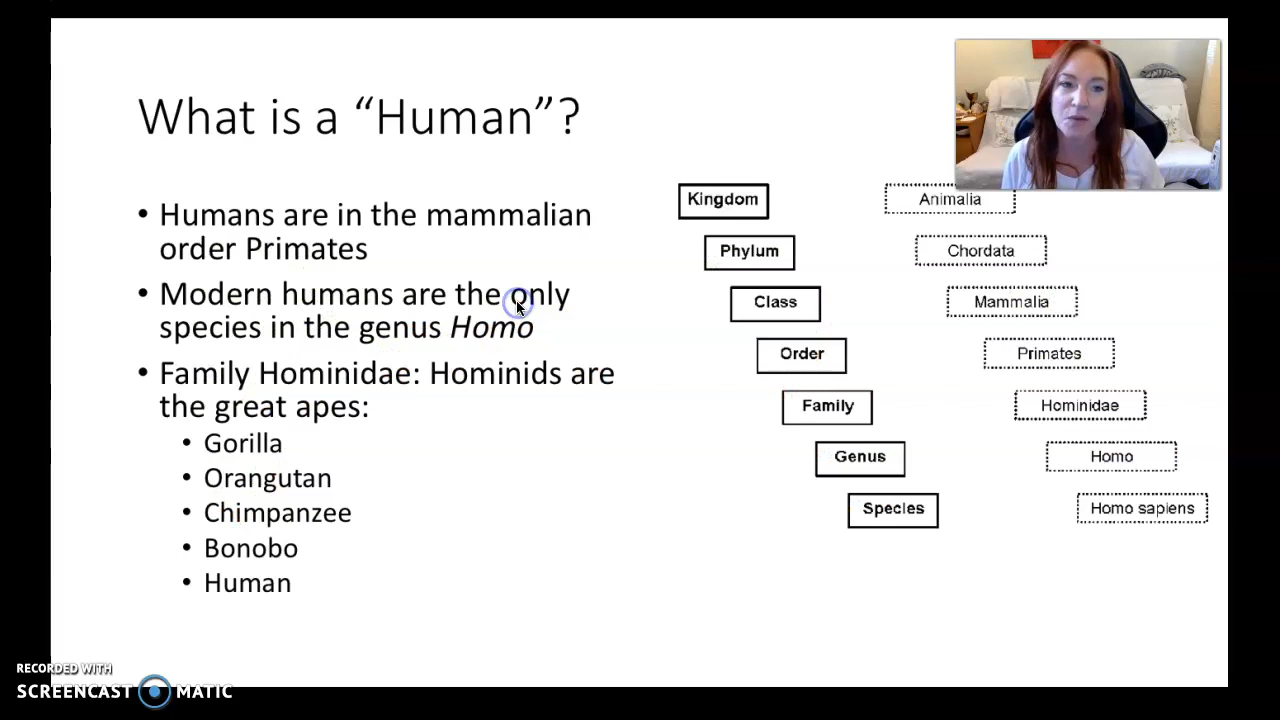 What is a “Human”?
• Humans are in the mammalian
order Primates
• Modern humans are the only
species in the genus Homo
• Family Hominidae: Hominids are
the great apes:
• Gorilla
• Orangutan
• Chimpanzee
• Bonobo
• Human
Kingdom Animalia
Phylum Chordata
Class Mammalia
Order Primates
Family Hominidae
Genus Homo
Species Homo sapiens
RECORDED WITH
SCREENCAST MATIC